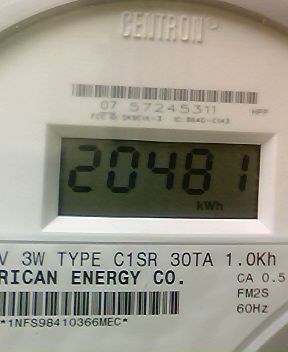 CENTRON®
07 57245311
HPP
20481
kWh
V 3W TYPE C1SR 30TA 1.0Kh
RICAN ENERGY CO.
CA 0.5
FM2S
60Hz
*1NFS98410366MEC*